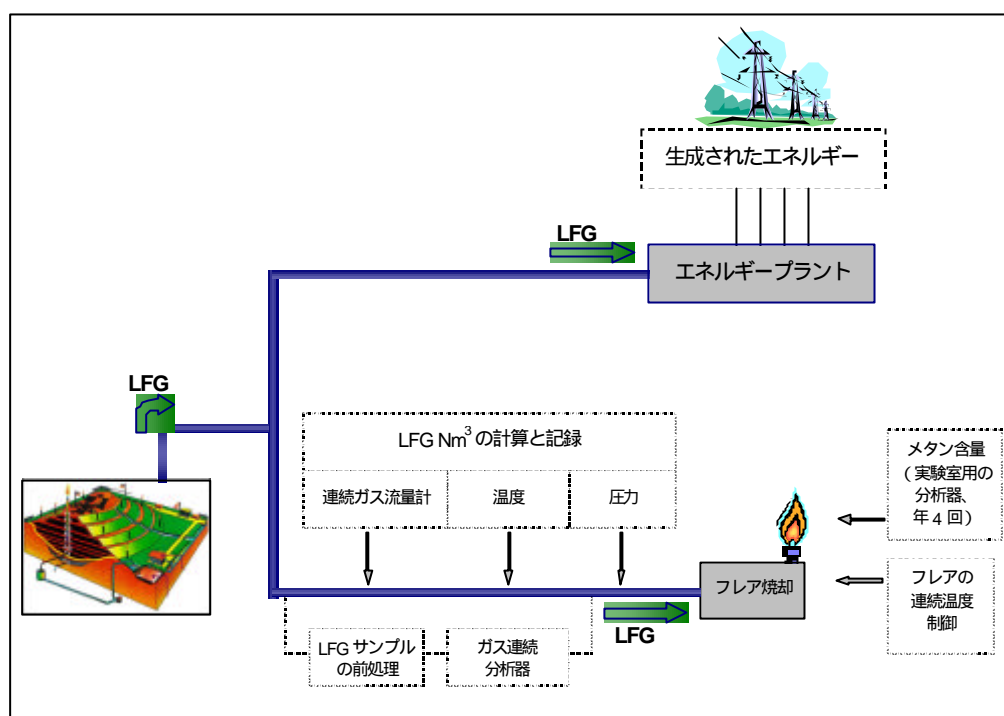 生成されたエネルギー
LFG
エネルギープラント
LFG
LFG Nm³ の計算と記録
連続ガス流量計
温度
圧力
メタン含量
(実験室用の
分析器、
年4回)
フレア焼却
フレアの
連続温度
制御
LFG
LFG サンプル
の前処理
ガス連続
分析器